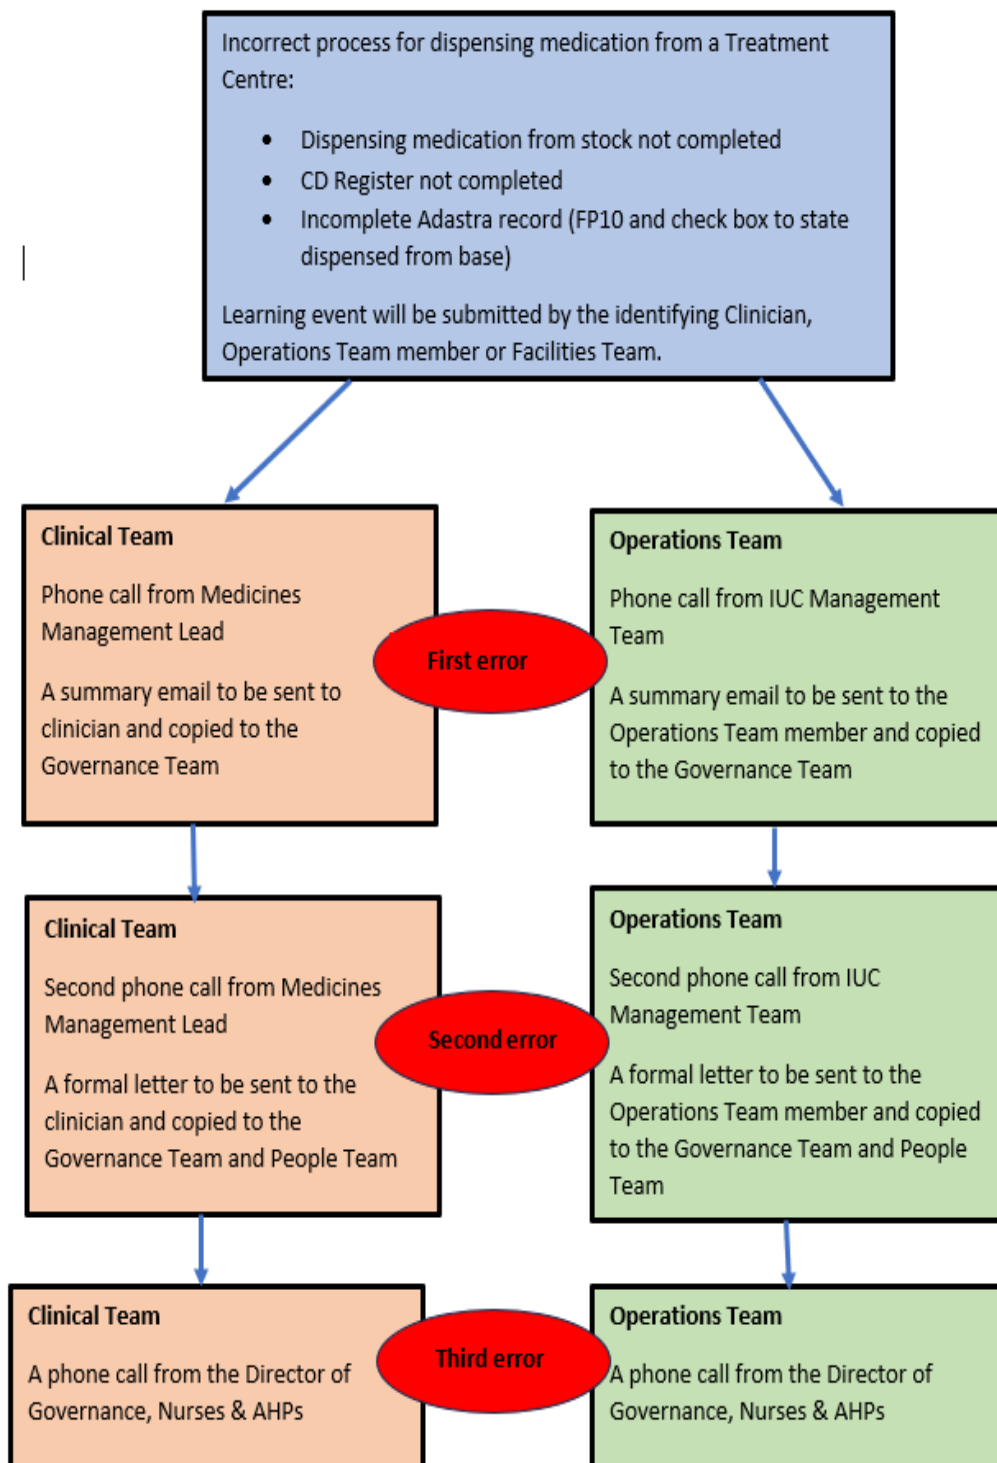 Incorrect process for dispensing medication from a Treatment
Centre:
• Dispensing medication from stock not completed
• CD Register not completed
• Incomplete Adastra record (FP10 and check box to state
dispensed from base)
Learning event will be submitted by the identifying Clinician,
Operations Team member or Facilities Team.
Clinical Team
Phone call from Medicines
Management Lead
A summary email to be sent to
clinician and copied to the
Governance Team
First error
Operations Team
Phone call from IUC Management
Team
A summary email to be sent to the
Operations Team member and copied
to the Governance Team
Clinical Team
Second phone call from Medicines
Management Lead
A formal letter to be sent to the
clinician and copied to the
Governance Team and People Team
Second error
Operations Team
Second phone call from IUC
Management Team
A formal letter to be sent to the
Operations Team member and copied
to the Governance Team and People
Team
Clinical Team
A phone call from the Director of
Governance, Nurses & AHPs
Third error
Operations Team
A phone call from the Director of
Governance, Nurses & AHPs